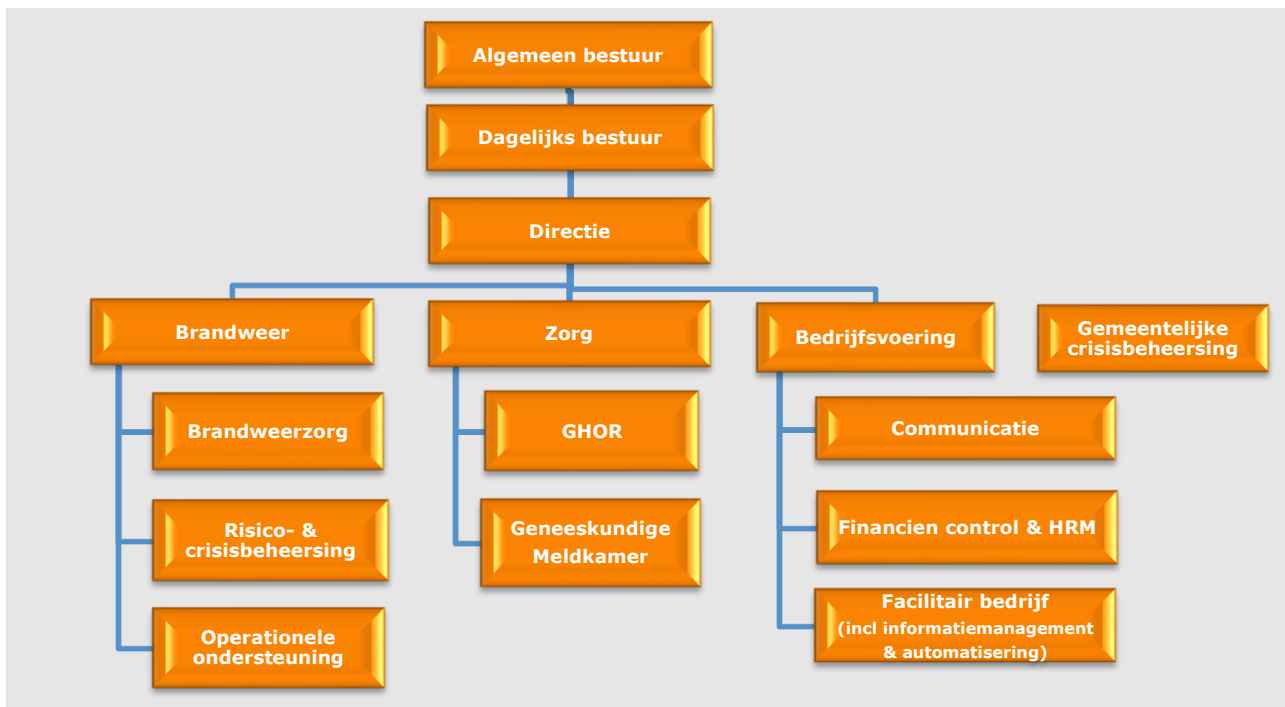 Algemeen bestuur
Dagelijks bestuur
Directie
Brandweer
Zorg
Bedrijfsvoering
Gemeentelijke
crisisbeheersing
Brandweerzorg
GHOR
Communicatie
Risico- &
crisisbeheersing
Geneeskundige
Meldkamer
Financien control & HRM
Operationele
ondersteuning
Facilitair bedrijf
(incl informatiemanagement
& automatisering)